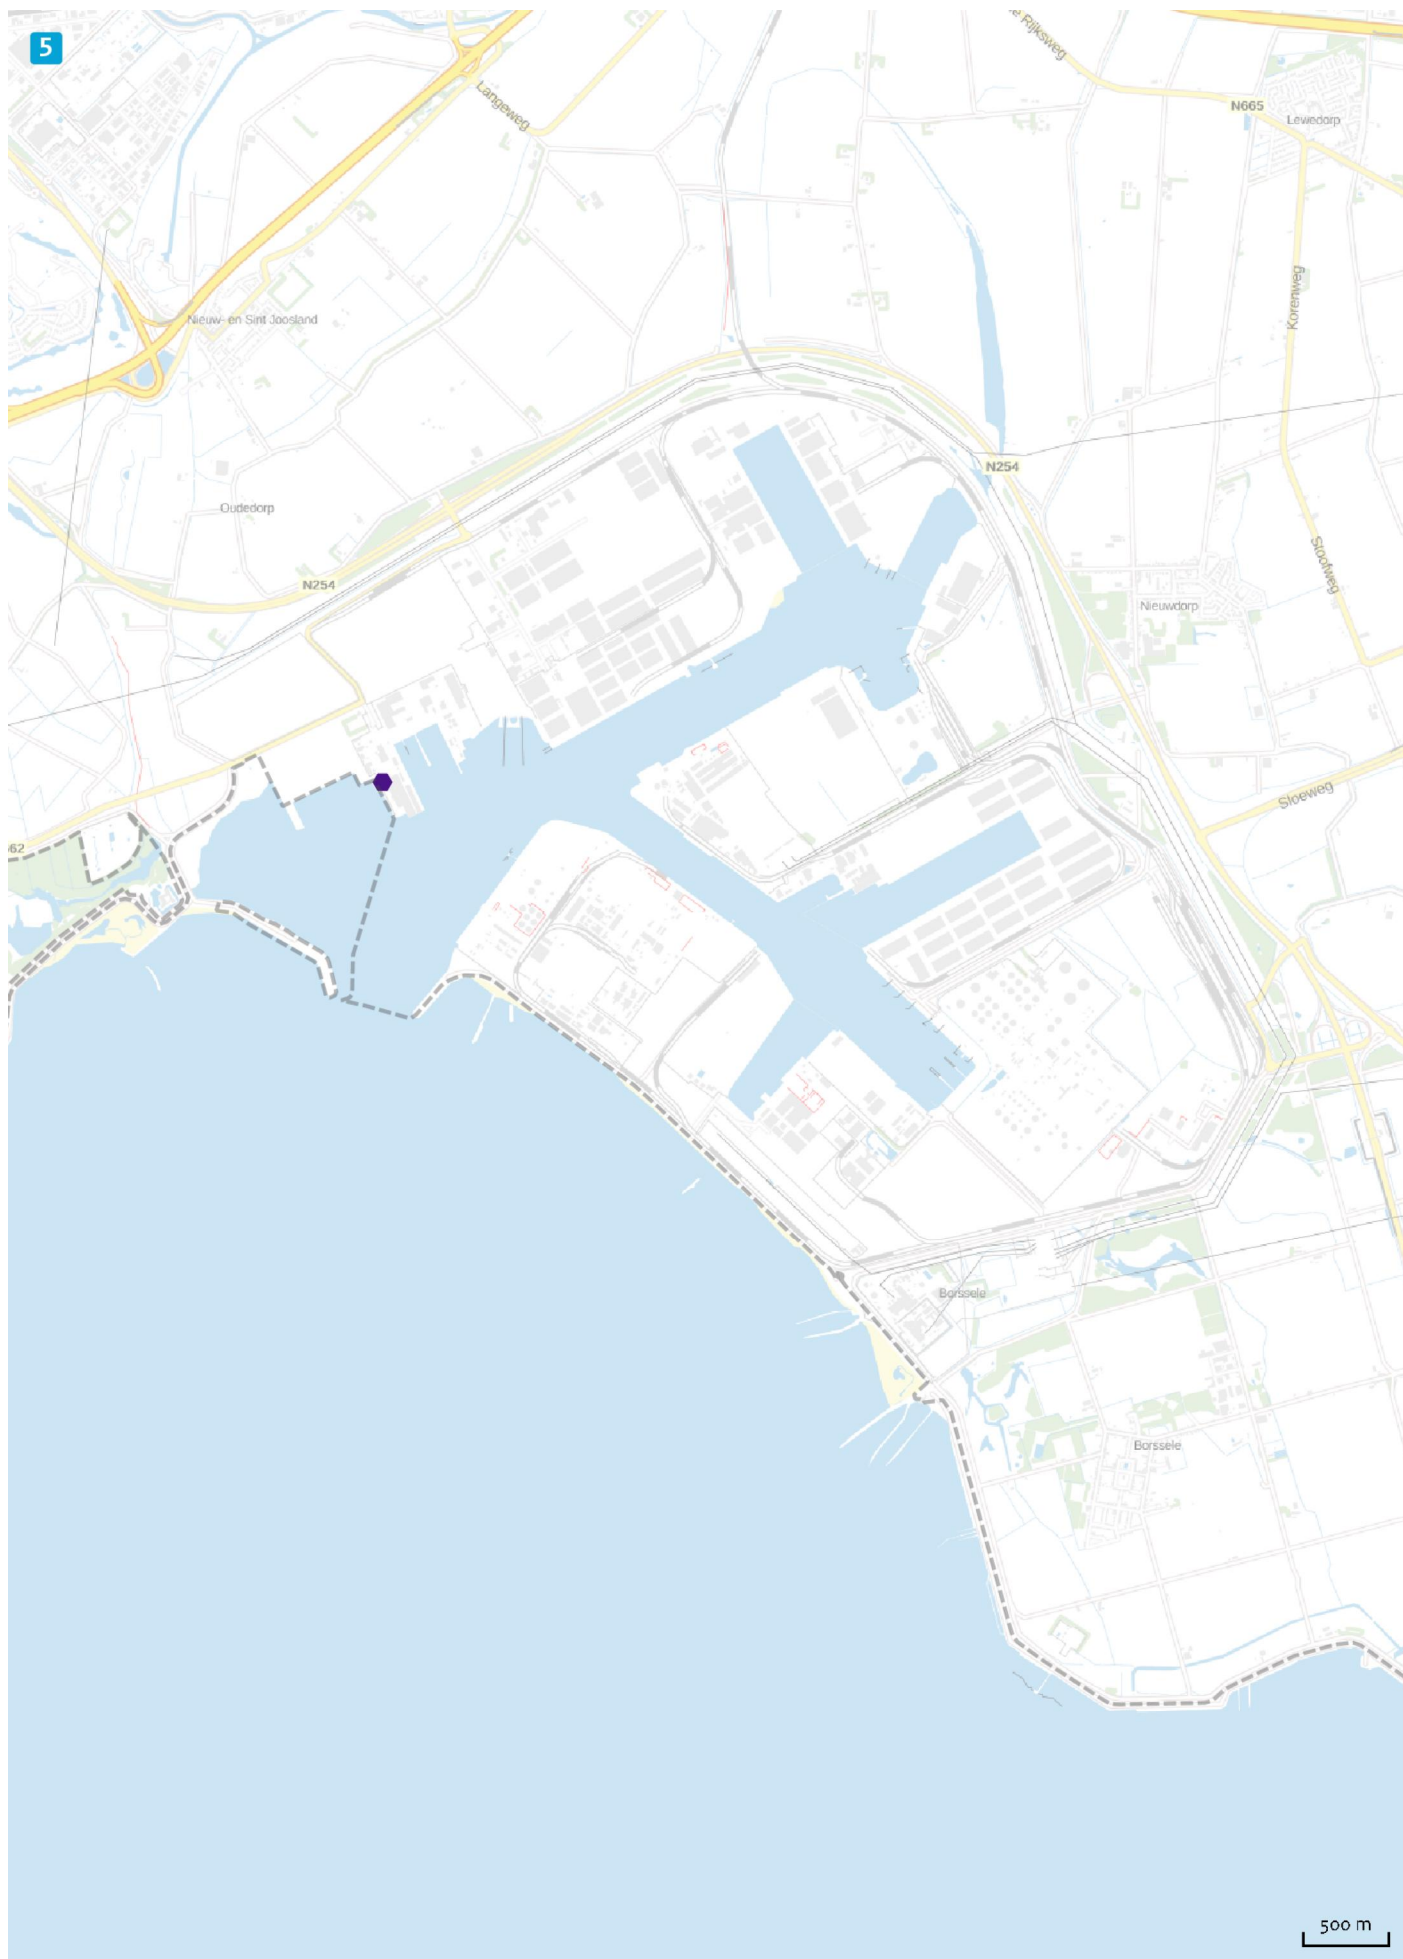 5
Langeweg
Rijksweg
N665
Lewedorp
Korenweg
Nieuw- en Sint Joosland
N254
Oudedorp
Sloofweg
N254
Nieuwdorp
Sloeweg
62
Borssele
Borssele
500 m